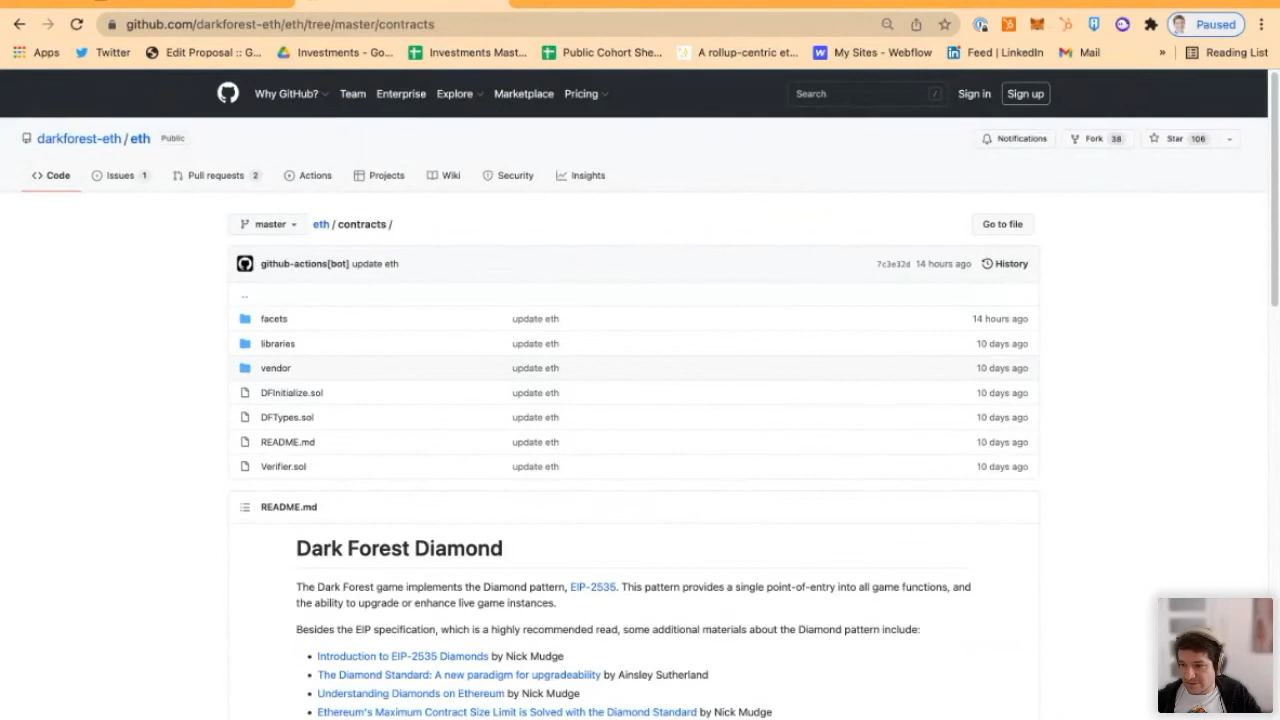 github.com/darkforest-eth/eth/tree/master/contracts
Paused
Apps Twitter Edit Proposal :: G... Investments - Go... Investments Mast... Public Cohort She... A rollup-centric et... My Sites - Webflow Feed | LinkedIn Mail » Reading List
Why GitHub? Team Enterprise Explore Marketplace Pricing Search / Sign in Sign up
darkforest-eth / eth Public Notifications Fork 38 Star 106
<> Code Issues 1 Pull requests 2 Actions Projects Wiki Security Insights
master eth / contracts / Go to file
github-actions[bot] update eth 7c3e32d 14 hours ago History
..
facets update eth 14 hours ago
libraries update eth 10 days ago
vendor update eth 10 days ago
DFInitialize.sol update eth 10 days ago
DFTypes.sol update eth 10 days ago
README.md update eth 10 days ago
Verifier.sol update eth 10 days ago
README.md
Dark Forest Diamond
The Dark Forest game implements the Diamond pattern, EIP-2535. This pattern provides a single point-of-entry into all game functions, and
the ability to upgrade or enhance live game instances.
Besides the EIP specification, which is a highly recommended read, some additional materials about the Diamond pattern include:
• Introduction to EIP-2535 Diamonds by Nick Mudge
• The Diamond Standard: A new paradigm for upgradeability by Ainsley Sutherland
• Understanding Diamonds on Ethereum by Nick Mudge
• Ethereum's Maximum Contract Size Limit is Solved with the Diamond Standard by Nick Mudge